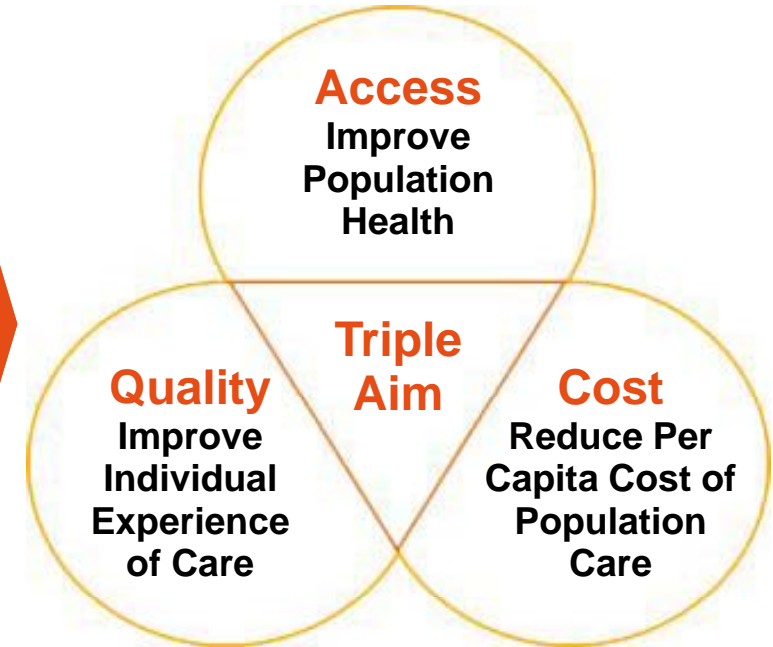 Access
Improve
Population
Health
Triple
Aim
Quality
Improve
Individual
Experience
of Care
Cost
Reduce Per
Capita Cost of
Population
Care